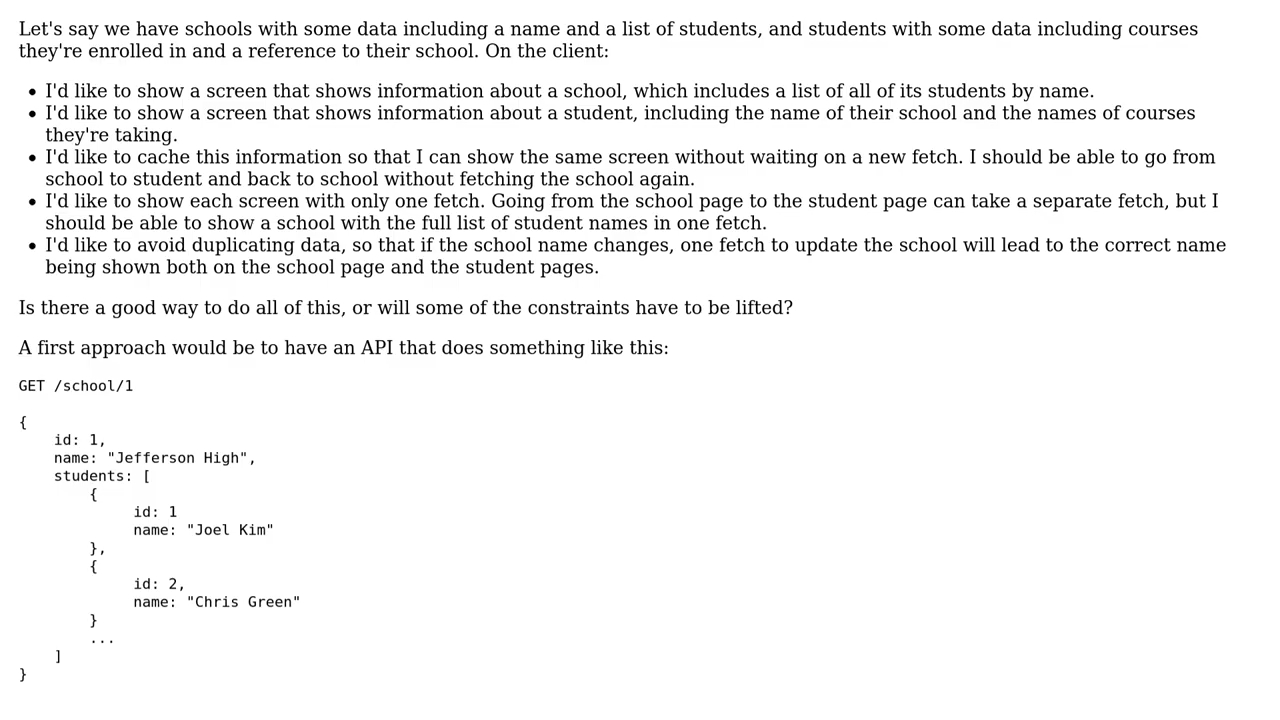 Let's say we have schools with some data including a name and a list of students, and students with some data including courses
they're enrolled in and a reference to their school. On the client:
• I'd like to show a screen that shows information about a school, which includes a list of all of its students by name.
• I'd like to show a screen that shows information about a student, including the name of their school and the names of courses
they're taking.
• I'd like to cache this information so that I can show the same screen without waiting on a new fetch. I should be able to go from
school to student and back to school without fetching the school again.
• I'd like to show each screen with only one fetch. Going from the school page to the student page can take a separate fetch, but I
should be able to show a school with the full list of student names in one fetch.
• I'd like to avoid duplicating data, so that if the school name changes, one fetch to update the school will lead to the correct name
being shown both on the school page and the student pages.
Is there a good way to do all of this, or will some of the constraints have to be lifted?
A first approach would be to have an API that does something like this:
GET /school/1
{
    id: 1,
    name: "Jefferson High",
    students: [
        {
             id: 1
             name: "Joel Kim"
        },
        {
             id: 2,
             name: "Chris Green"
        }
        ...
    ]
}